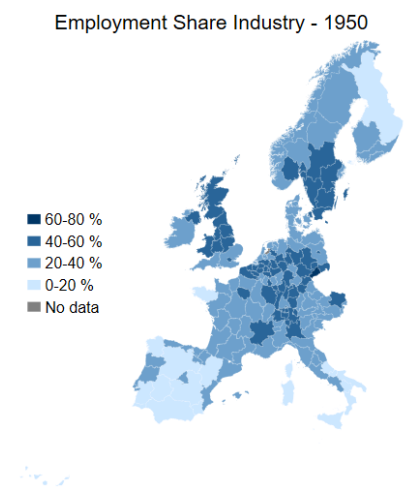 Employment Share Industry - 1950
60-80 %
40-60 %
20-40 %
0-20 %
No data